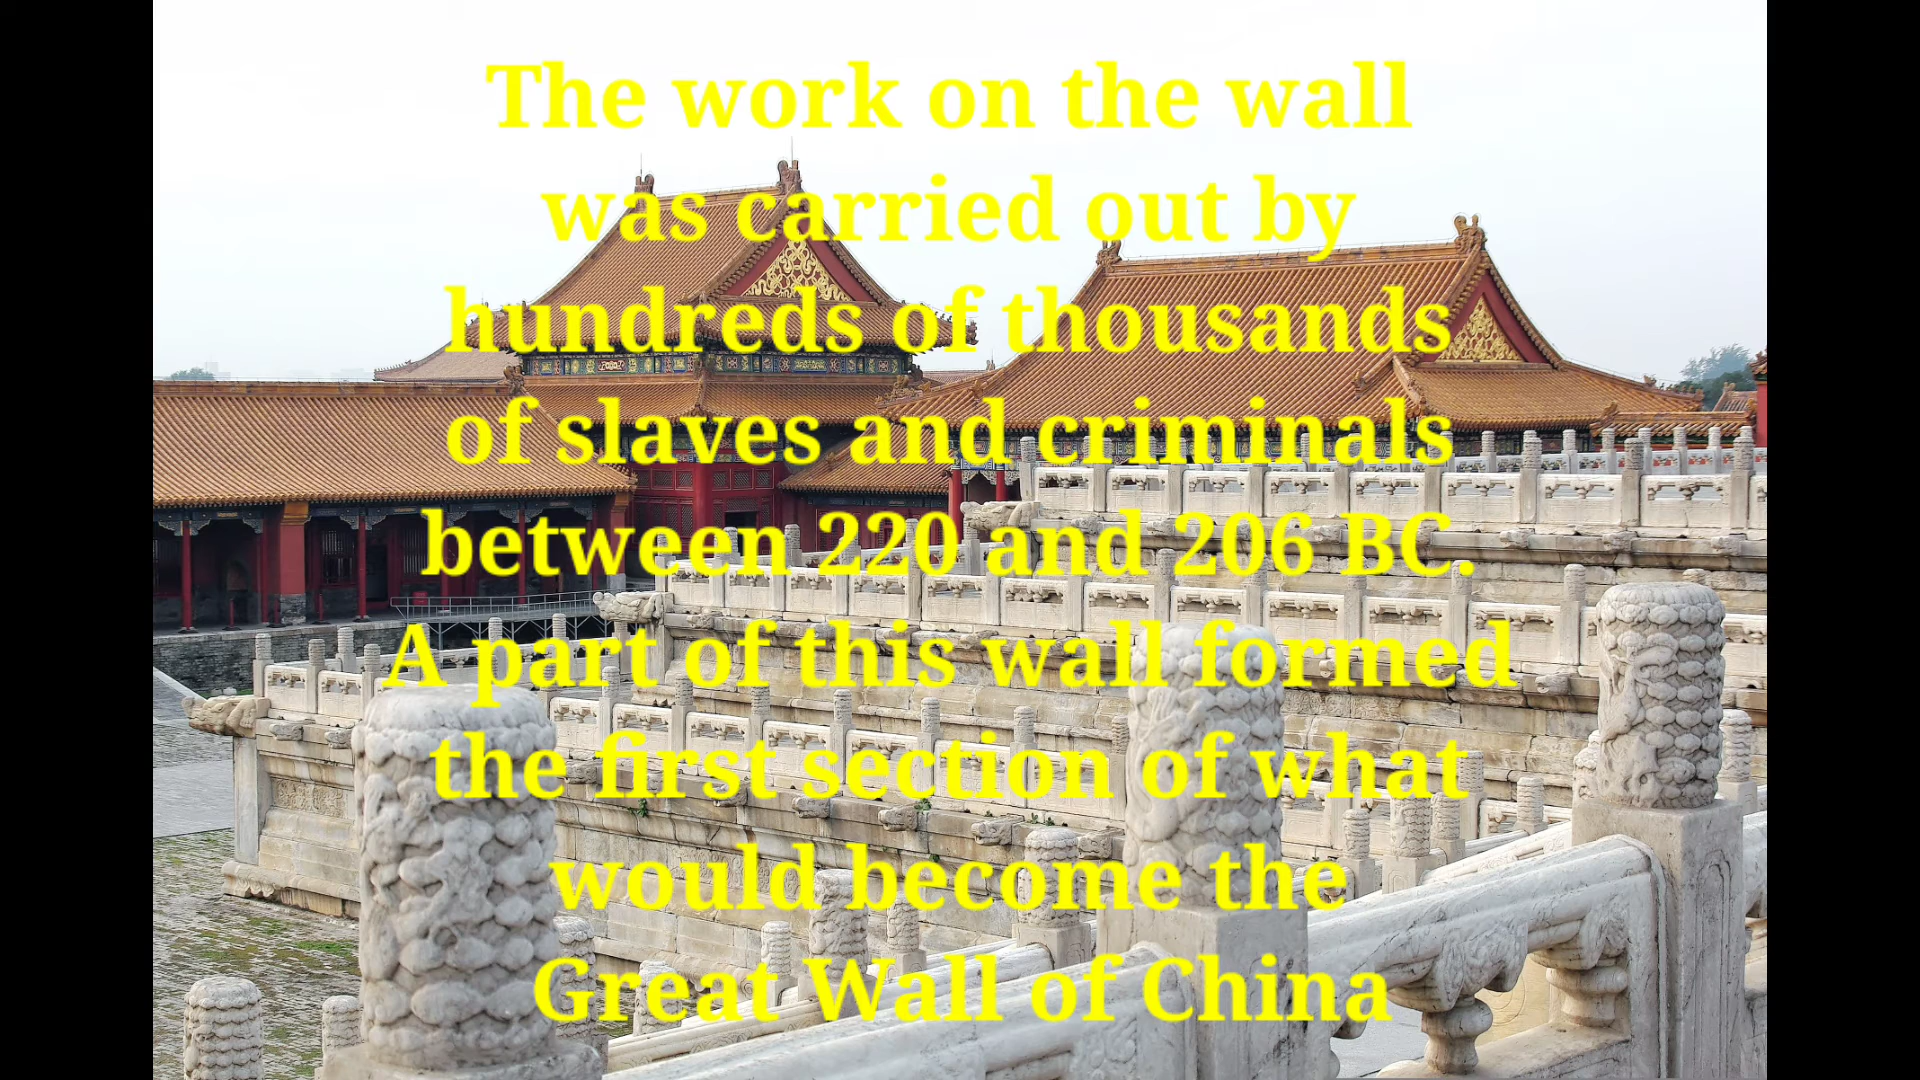 The work on the wall
was carried out by
hundreds of thousands
of slaves and criminals
between 220 and 206 BC.
A part of this wall formed
the first section of what
would become the
Great Wall of China